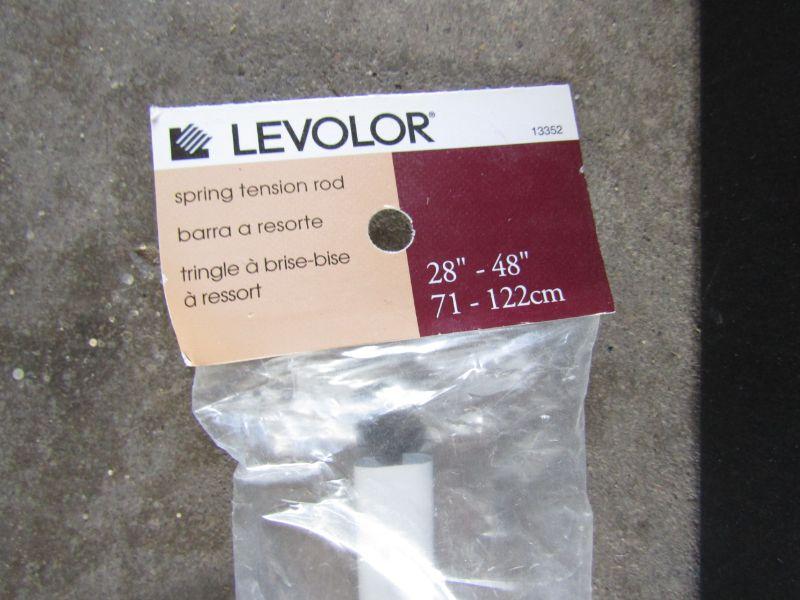 LEVOLOR®
13352
spring tension rod
barra a resorte
tringle à brise-bise
à ressort
28" - 48"
71 - 122cm